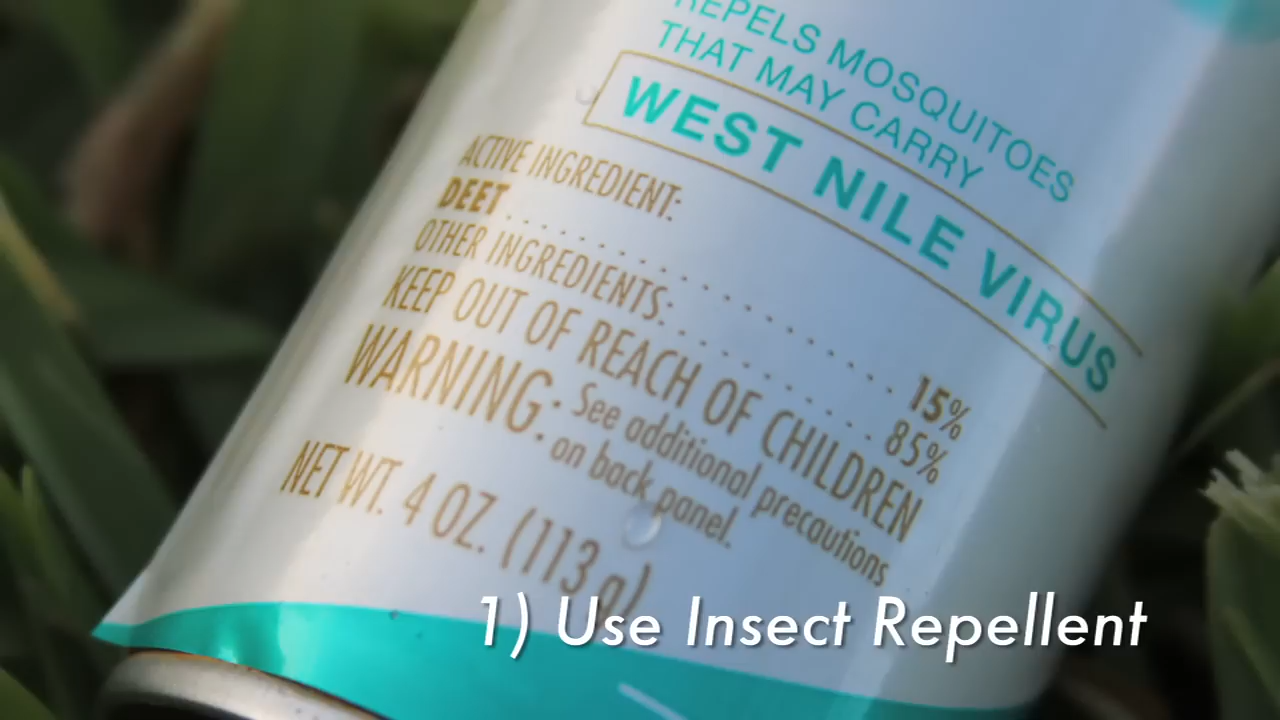 REPELS MOSQUITOES
THAT MAY CARRY
WEST NILE VIRUS
ACTIVE INGREDIENT:
DEET . . . . . . . . . . . . . . . . . . . . 15%
OTHER INGREDIENTS: . . . . . . . . . . . 85%
KEEP OUT OF REACH OF CHILDREN
WARNING: See additional precautions
on back panel.
NET WT. 4 OZ. (113 g)
1) Use Insect Repellent